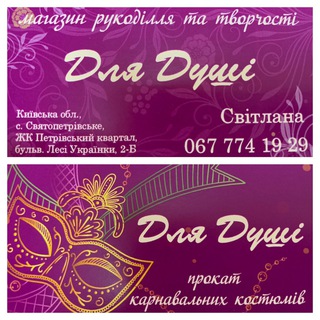 магазин рукоділля та творчості
Для Душі
Київська обл.,
с. Святопетрівське,
ЖК Петрівський квартал,
бульв. Лесі Українки, 2-Б
Світлана
067 774 19 29
Для Душі
прокат
карнавальних костюмів